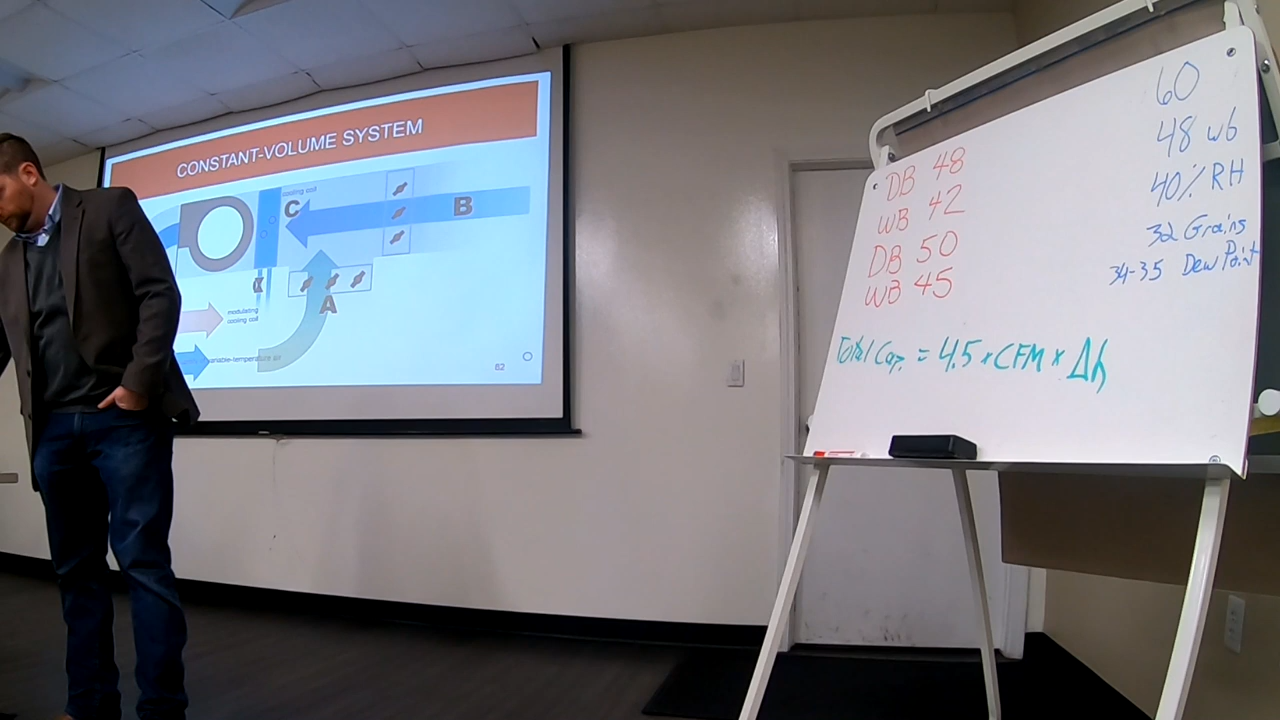 CONSTANT-VOLUME SYSTEM
cooling coil
C
B
A
modulating
cooling coil
variable-temperature air
62
DB 48
WB 42
DB 50
WB 45
Total Cap. = 4.5 × CFM × Δh
60
48 wb
40% RH
32 Grains
34-35 Dew Point